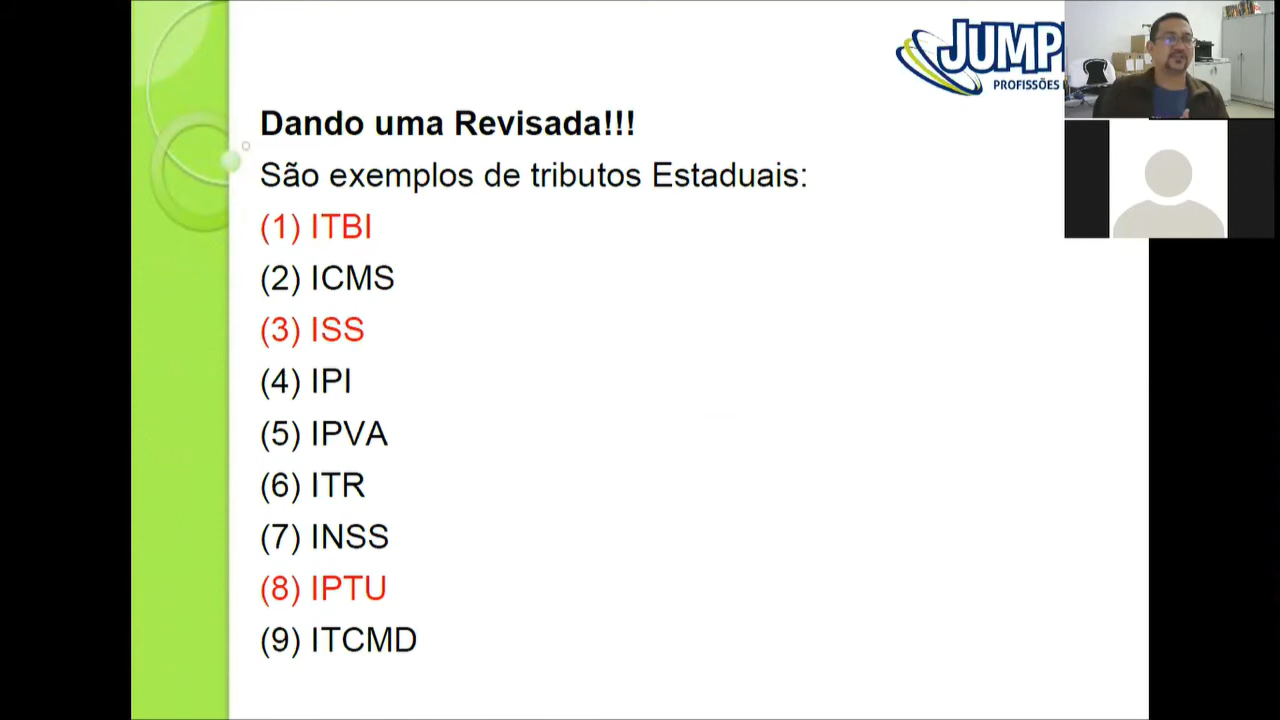 JUMP
PROFISSÕES
Dando uma Revisada!!!
São exemplos de tributos Estaduais:
(1) ITBI
(2) ICMS
(3) ISS
(4) IPI
(5) IPVA
(6) ITR
(7) INSS
(8) IPTU
(9) ITCMD